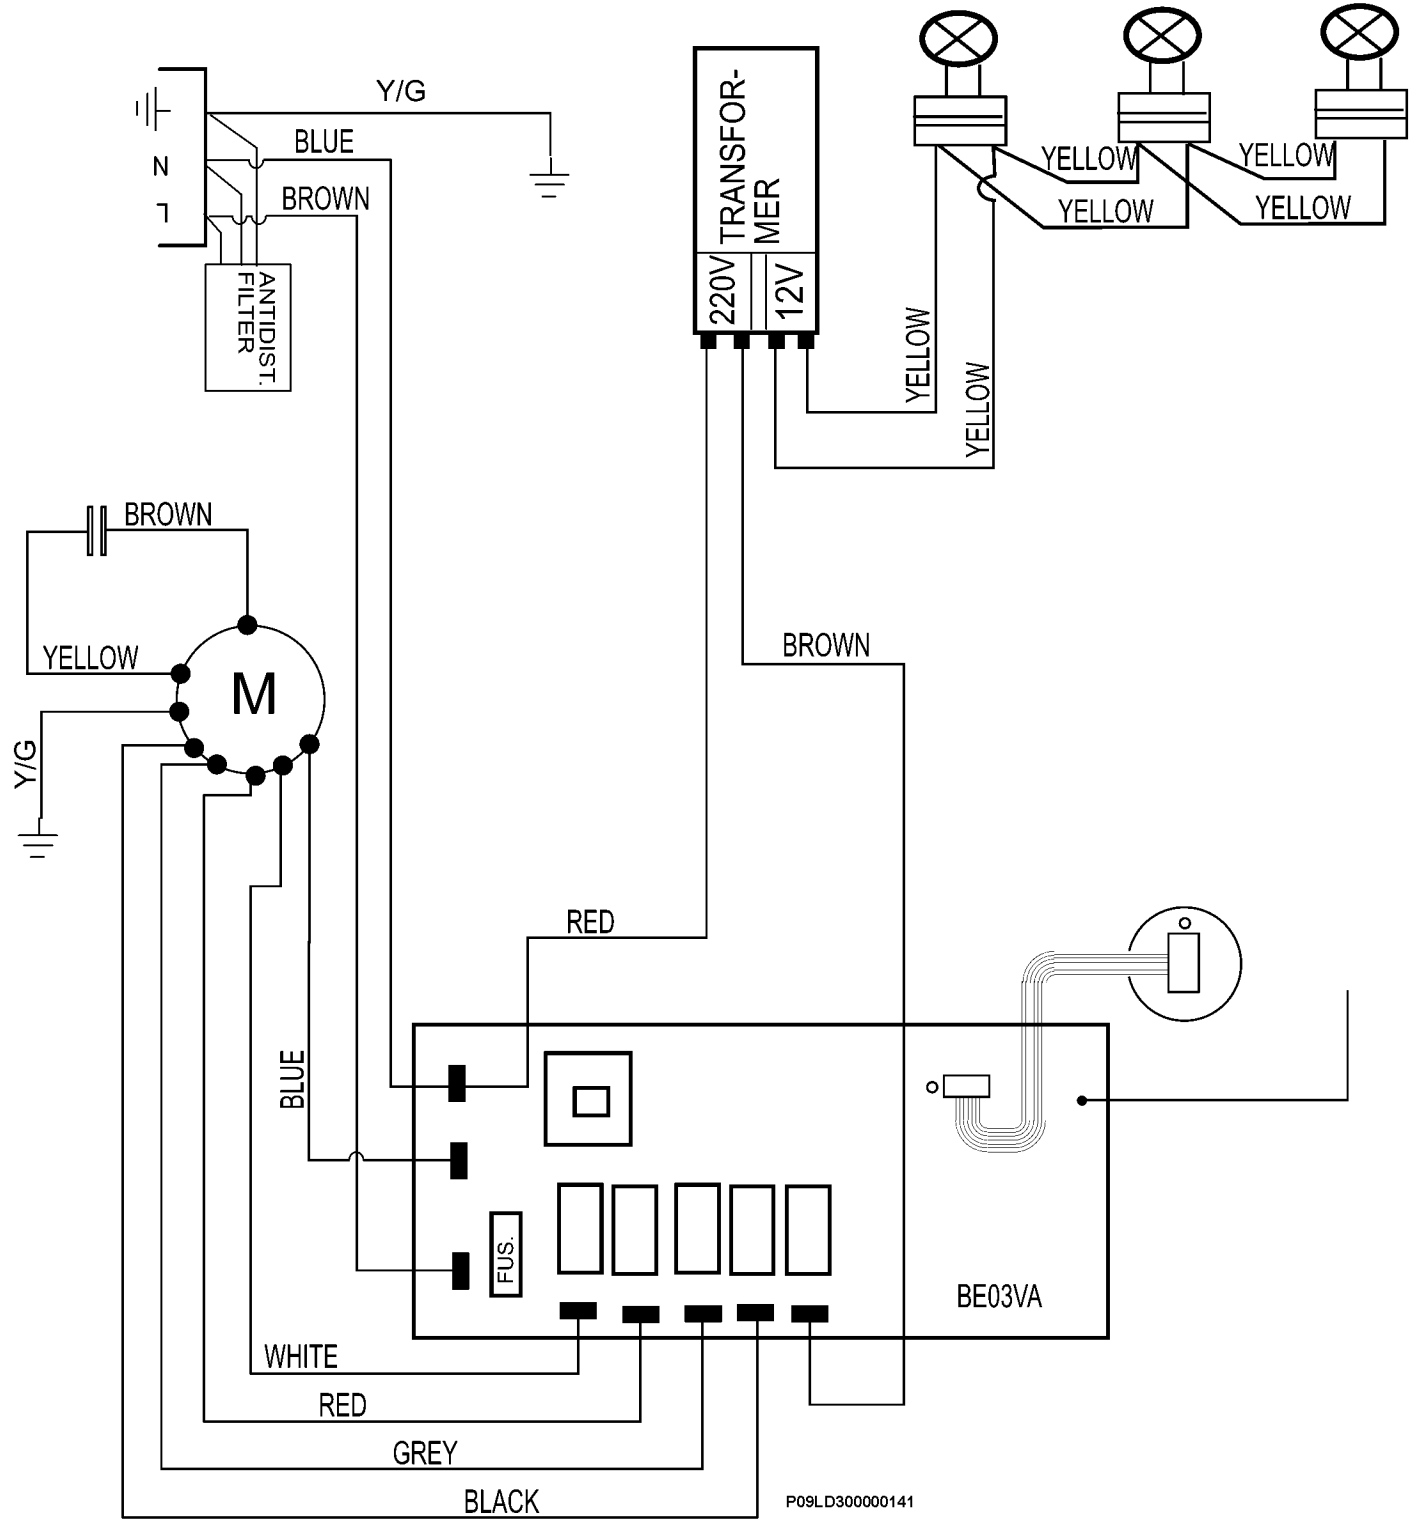 Y/G
BLUE
N
BROWN
L
ANTIDIST.
FILTER
TRANSFOR-
MER
220V
12V
YELLOW
YELLOW
YELLOW
YELLOW
YELLOW
YELLOW
BROWN
YELLOW
M
Y/G
BROWN
RED
BLUE
FUS.
BE03VA
WHITE
RED
GREY
BLACK
P09LD300000141